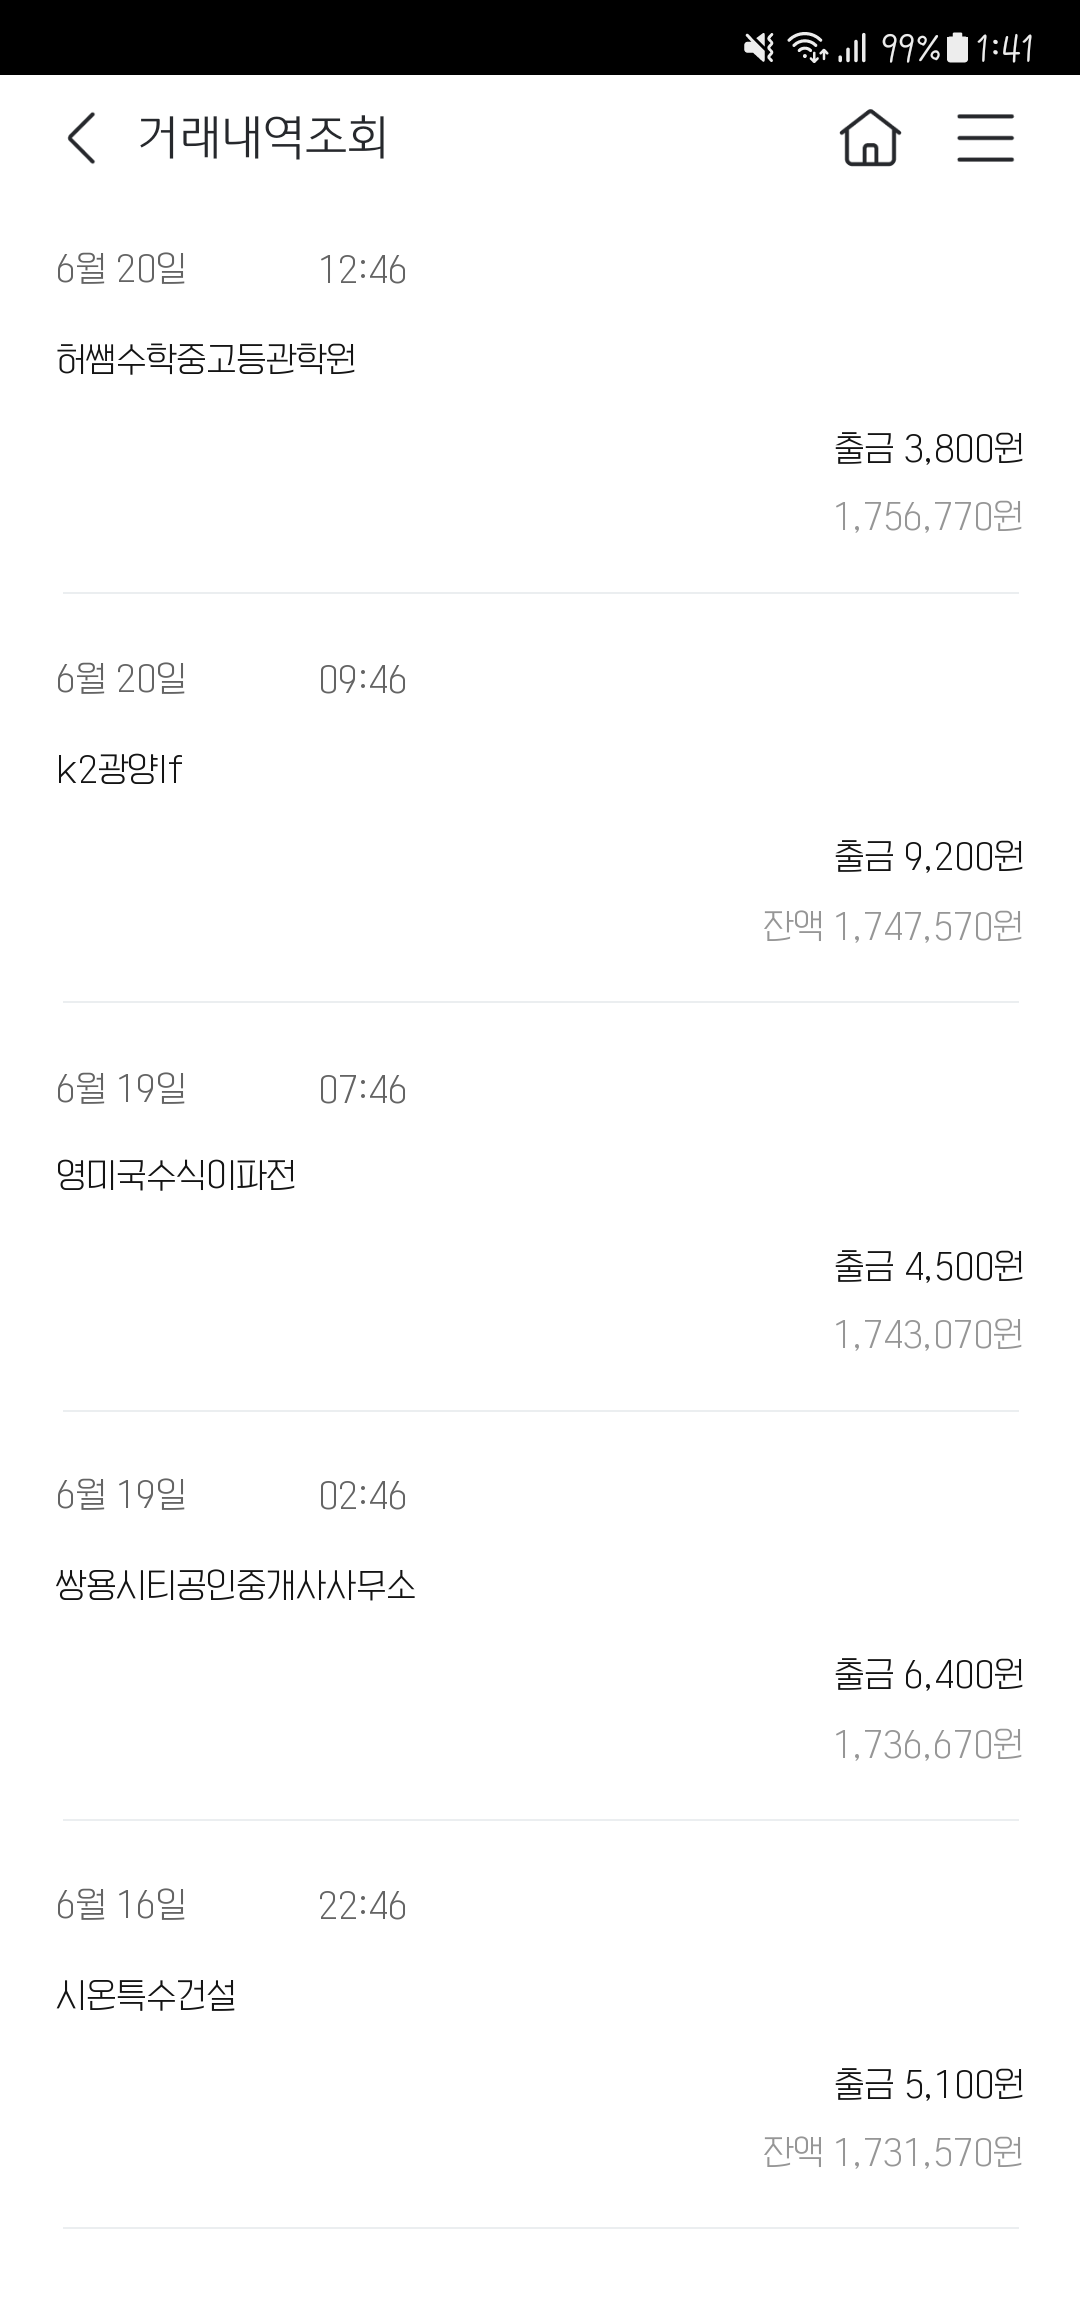 99% 1:41
거래내역조회
6월 20일 12:46
허쌤수학중고등관학원
출금 3,800원
1,756,770원
6월 20일 09:46
k2광양lf
출금 9,200원
잔액 1,747,570원
6월 19일 07:46
영미국수식이파전
출금 4,500원
1,743,070원
6월 19일 02:46
쌍용시티공인중개사사무소
출금 6,400원
1,736,670원
6월 16일 22:46
시온특수건설
출금 5,100원
잔액 1,731,570원